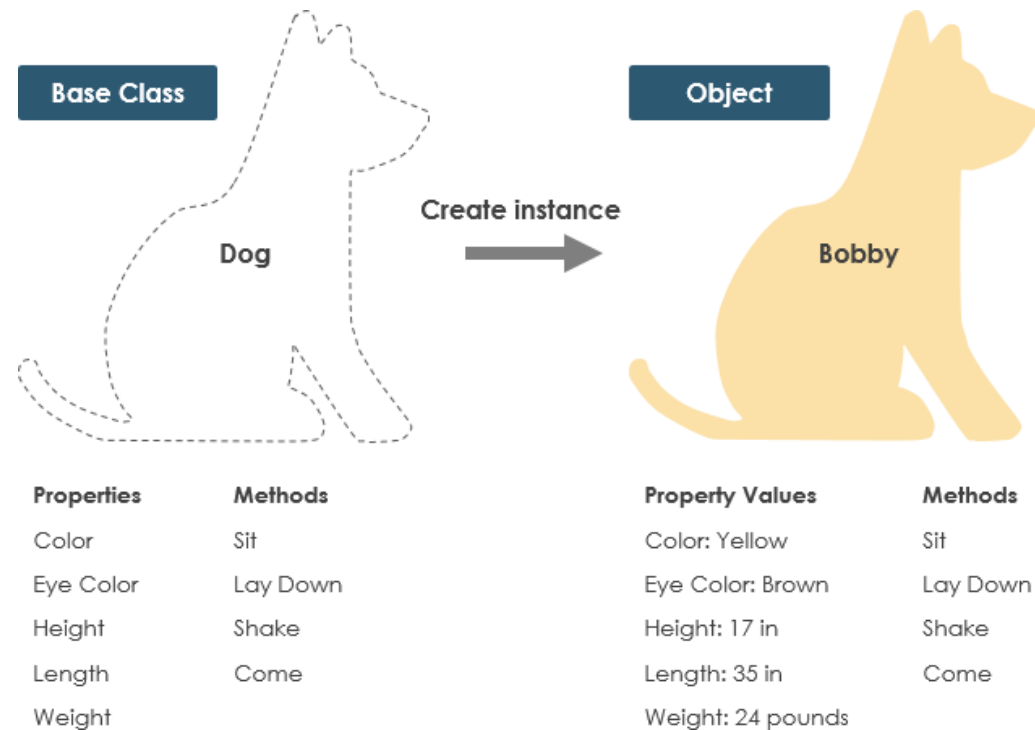 Base Class
Object
Create instance
Dog
Bobby
Properties Methods
Color Sit
Eye Color Lay Down
Height Shake
Length Come
Weight
Property Values Methods
Color: Yellow Sit
Eye Color: Brown Lay Down
Height: 17 in Shake
Length: 35 in Come
Weight: 24 pounds